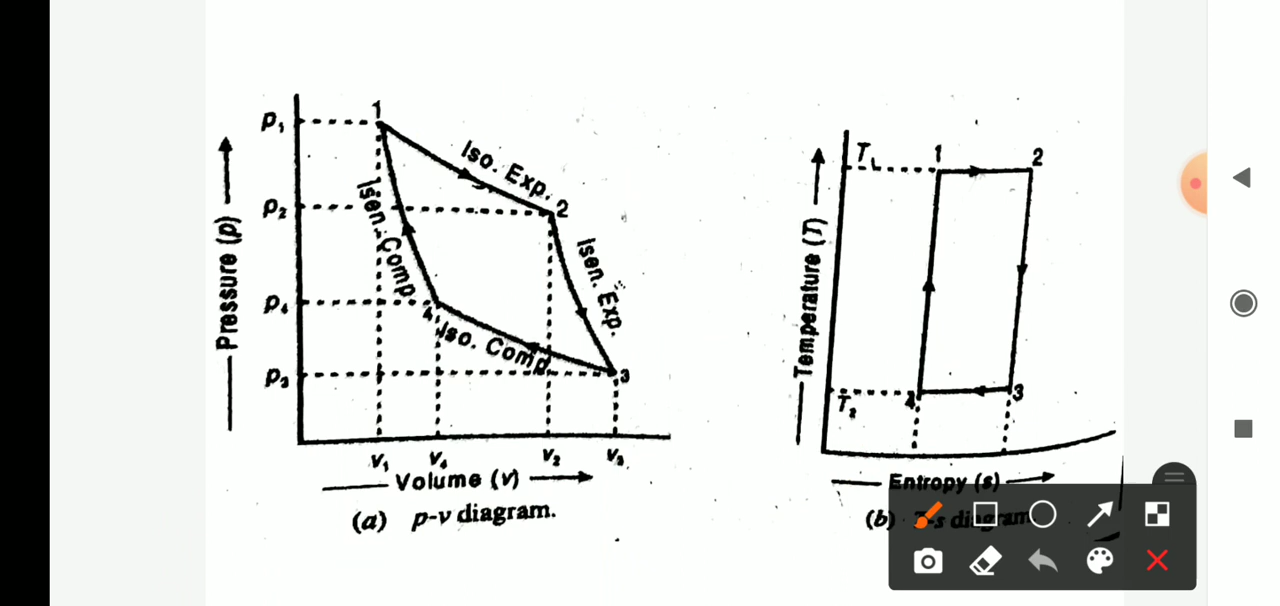 1
P₁
Iso. Exp.
P₂
2
Isen. Comp
Isen. Exp.
Pressure (p)
P₄
4
Iso. Comp
P₃
3
V₁ V₄ V₂ V₃
Volume (v)
(a) p-v diagram.
T₁
1
2
Temperature (T)
T₂
4
3
Entropy (s)
(b) T-s diagram